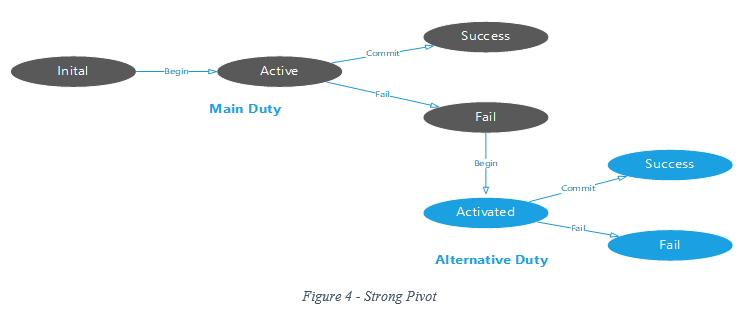 Success
Commit
Inital
Begin
Active
Fail
Main Duty
Fail
Begin
Success
Commit
Activated
Fail
Fail
Alternative Duty
Figure 4 - Strong Pivot